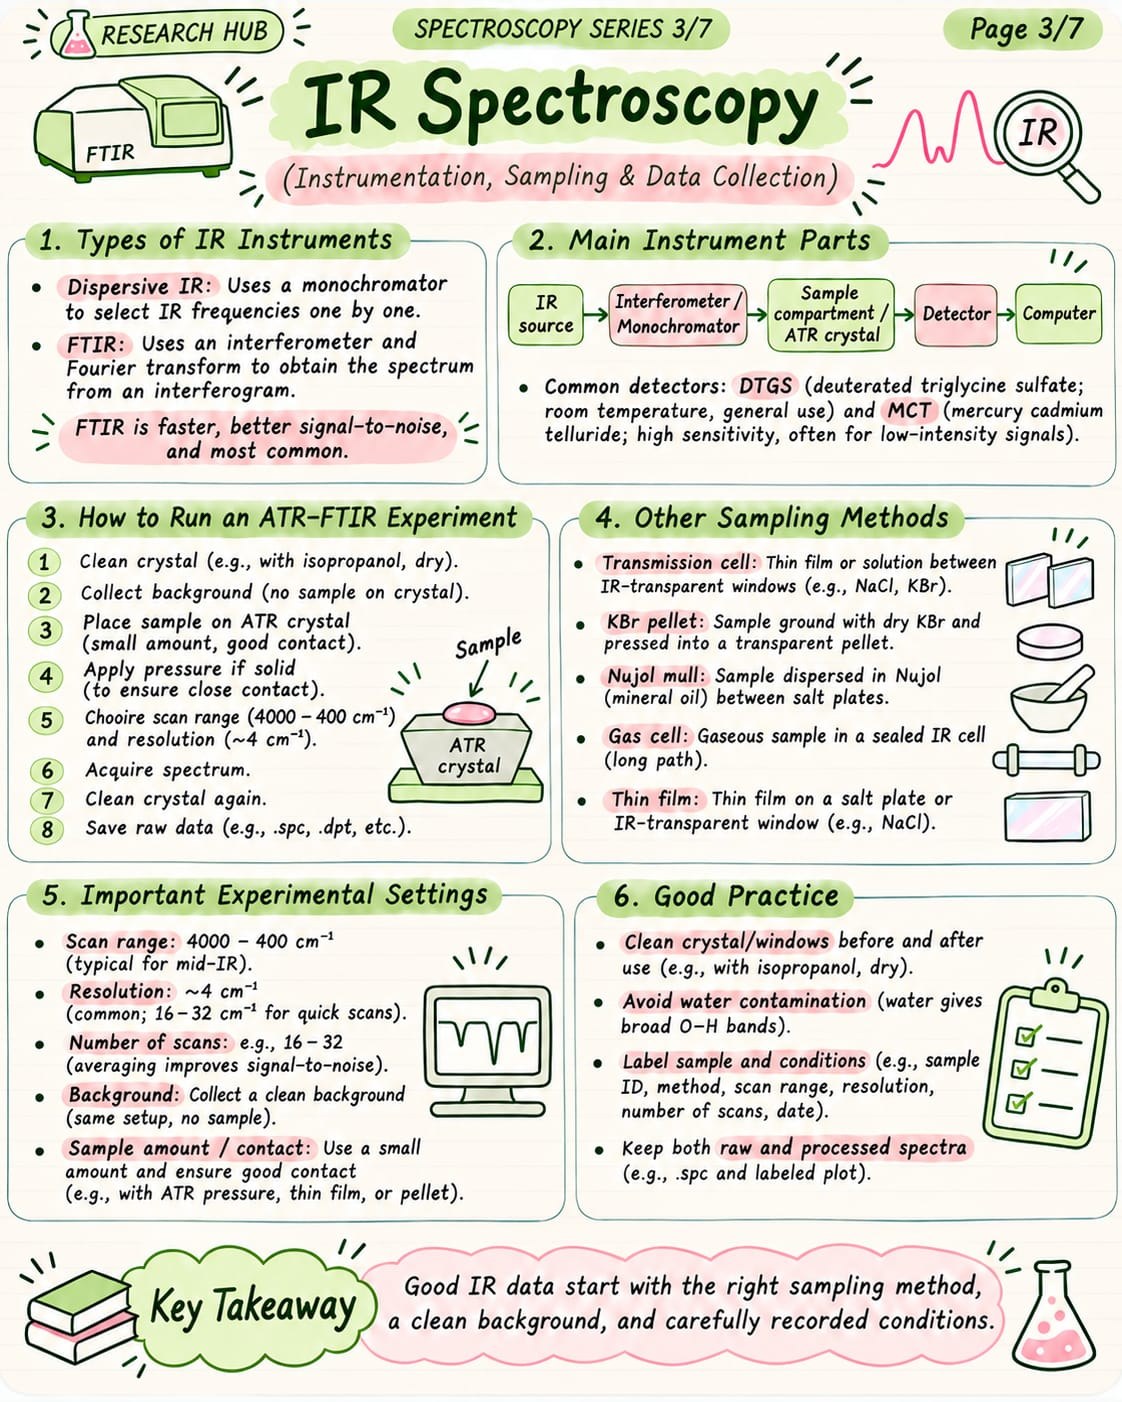 RESEARCH HUB
SPECTROSCOPY SERIES 3/7
Page 3/7
FTIR
IR Spectroscopy
(Instrumentation, Sampling & Data Collection)
IR
1. Types of IR Instruments
• Dispersive IR: Uses a monochromator
to select IR frequencies one by one.
• FTIR: Uses an interferometer and
Fourier transform to obtain the spectrum
from an interferogram.
FTIR is faster, better signal-to-noise,
and most common.
2. Main Instrument Parts
IR
source
Interferometer /
Monochromator
Sample
compartment /
ATR crystal
Detector
Computer
• Common detectors: DTGS (deuterated triglycine sulfate;
room temperature, general use) and MCT (mercury cadmium
telluride; high sensitivity, often for low-intensity signals).
3. How to Run an ATR-FTIR Experiment
1 Clean crystal (e.g., with isopropanol, dry).
2 Collect background (no sample on crystal).
3 Place sample on ATR crystal
(small amount, good contact).
4 Apply pressure if solid
(to ensure close contact).
5 Chooire scan range (4000 – 400 cm⁻¹)
and resolution (~4 cm⁻¹).
6 Acquire spectrum.
7 Clean crystal again.
8 Save raw data (e.g., .spc, .dpt, etc.).
Sample
ATR
crystal
4. Other Sampling Methods
• Transmission cell: Thin film or solution between
IR-transparent windows (e.g., NaCl, KBr).
• KBr pellet: Sample ground with dry KBr and
pressed into a transparent pellet.
• Nujol mull: Sample dispersed in Nujol
(mineral oil) between salt plates.
• Gas cell: Gaseous sample in a sealed IR cell
(long path).
• Thin film: Thin film on a salt plate or
IR-transparent window (e.g., NaCl).
5. Important Experimental Settings
• Scan range: 4000 – 400 cm⁻¹
(typical for mid-IR).
• Resolution: ~4 cm⁻¹
(common; 16 – 32 cm⁻¹ for quick scans).
• Number of scans: e.g., 16 – 32
(averaging improves signal-to-noise).
• Background: Collect a clean background
(same setup, no sample).
• Sample amount / contact: Use a small
amount and ensure good contact
(e.g., with ATR pressure, thin film, or pellet).
6. Good Practice
• Clean crystal/windows before and after
use (e.g., with isopropanol, dry).
• Avoid water contamination (water gives
broad O-H bands).
• Label sample and conditions (e.g., sample
ID, method, scan range, resolution,
number of scans, date).
• Keep both raw and processed spectra
(e.g., .spc and labeled plot).
Key Takeaway
Good IR data start with the right sampling method,
a clean background, and carefully recorded conditions.